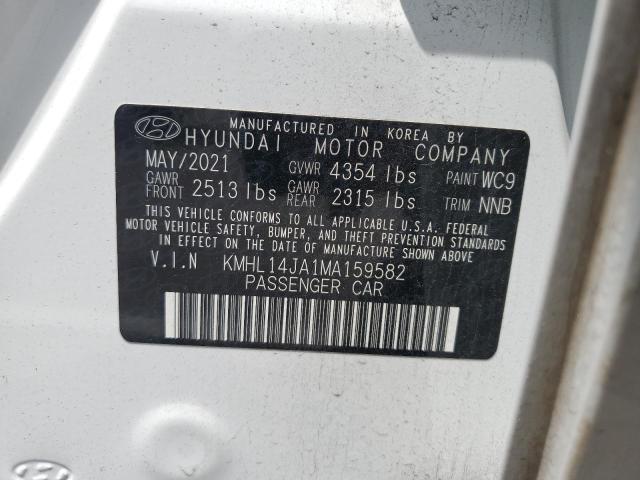 MANUFACTURED IN KOREA BY
HYUNDAI MOTOR COMPANY
MAY/2021 GVWR 4354 lbs PAINT WC9
GAWR FRONT 2513 lbs GAWR REAR 2315 lbs TRIM NNB
THIS VEHICLE CONFORMS TO ALL APPLICABLE U.S.A. FEDERAL
MOTOR VEHICLE SAFETY, BUMPER, AND THEFT PREVENTION STANDARDS
IN EFFECT ON THE DATE OF MANUFACTURE SHOWN ABOVE
V.I.N KMHL14JA1MA159582
PASSENGER CAR